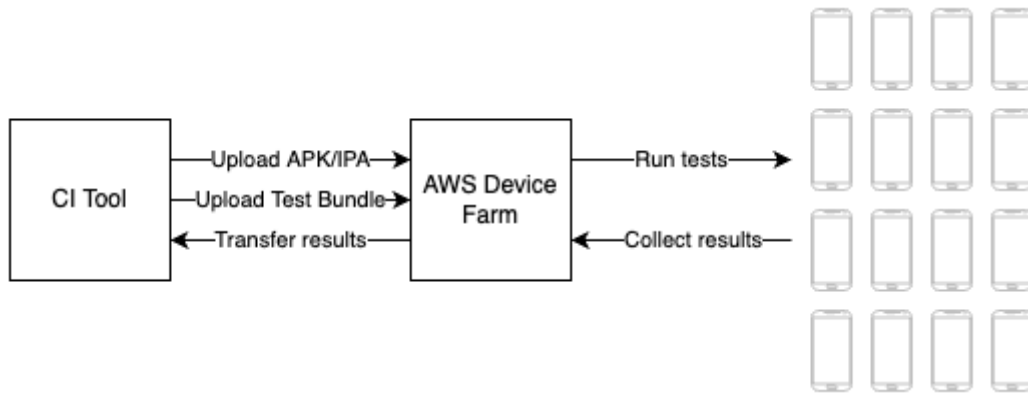 CI Tool
Upload APK/IPA
Upload Test Bundle
Transfer results
AWS Device
Farm
Run tests
Collect results